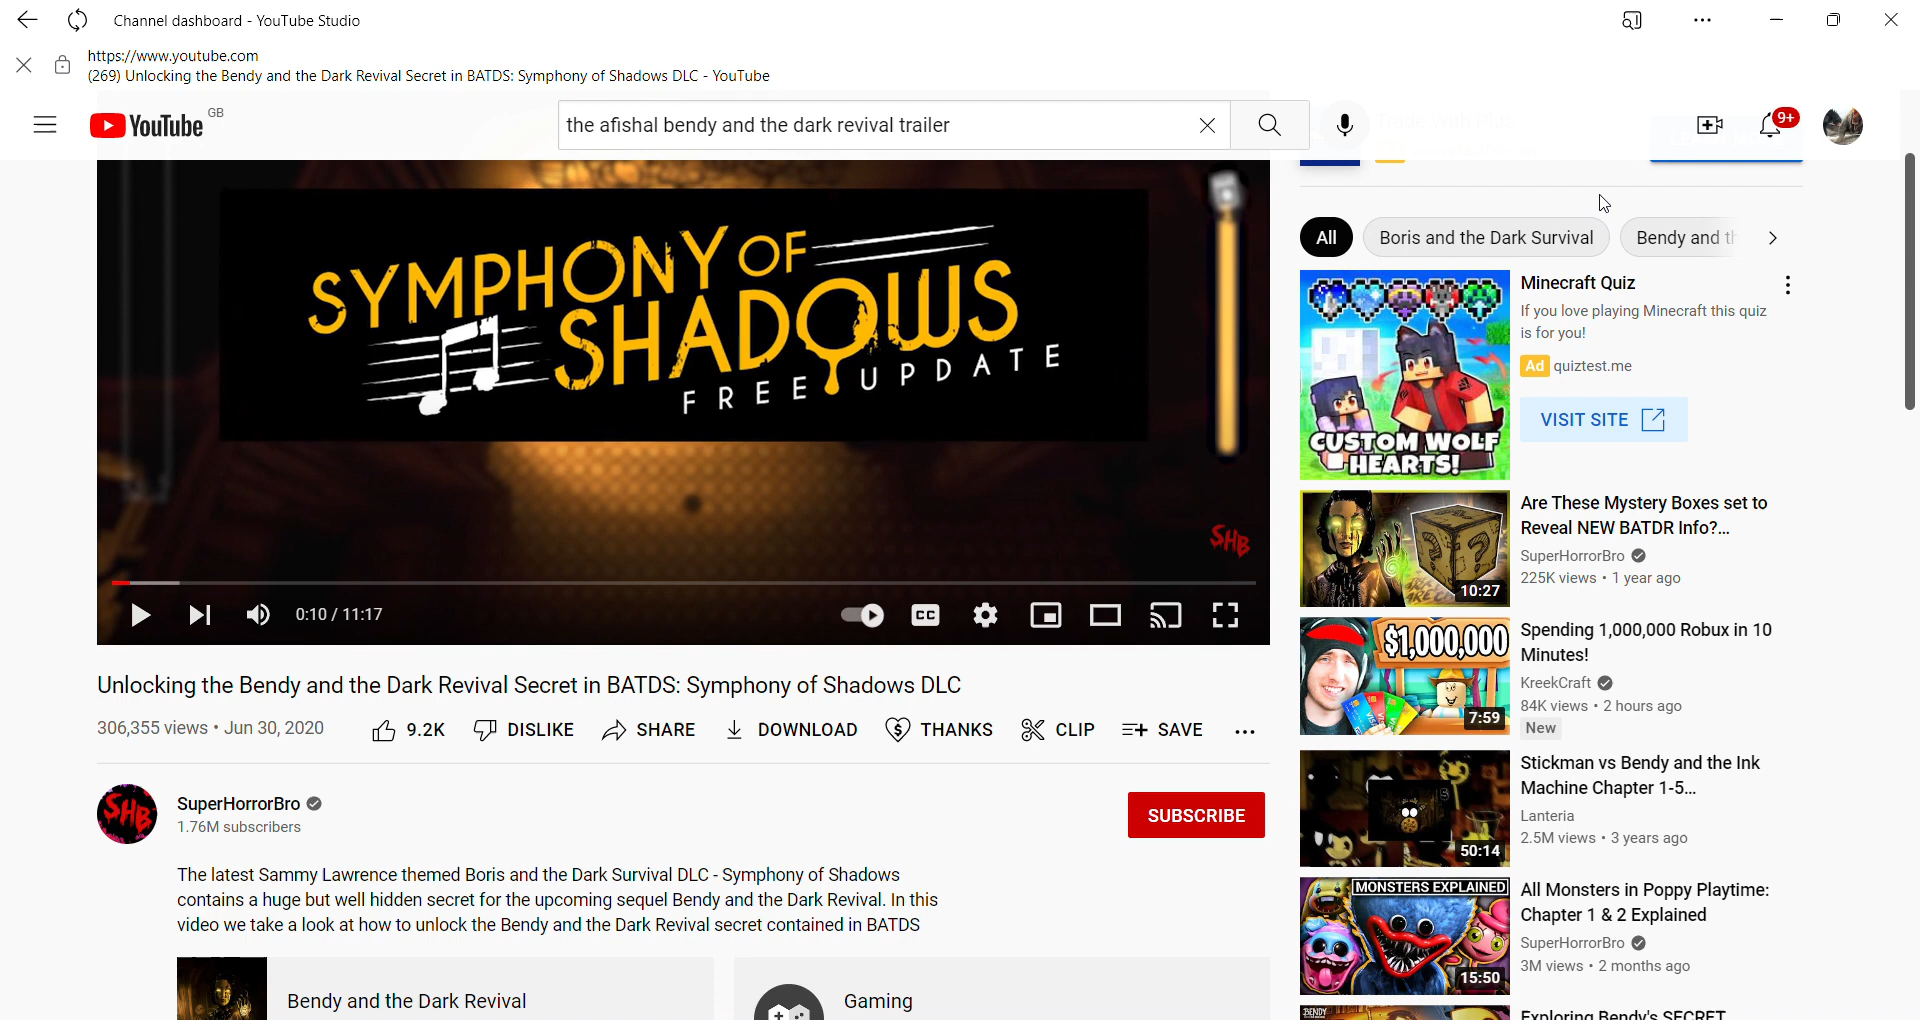 Channel dashboard - YouTube Studio
https://www.youtube.com
(269) Unlocking the Bendy and the Dark Revival Secret in BATDS: Symphony of Shadows DLC - YouTube
YouTube GB
the afishal bendy and the dark revival trailer
9+
SYMPHONY OF
SHADOWS
FREE UPDATE
SHB
0:10 / 11:17
CC
Unlocking the Bendy and the Dark Revival Secret in BATDS: Symphony of Shadows DLC
306,355 views • Jun 30, 2020
9.2K
DISLIKE
SHARE
DOWNLOAD
THANKS
CLIP
SAVE
SHB
SuperHorrorBro
1.76M subscribers
SUBSCRIBE
The latest Sammy Lawrence themed Boris and the Dark Survival DLC - Symphony of Shadows
contains a huge but well hidden secret for the upcoming sequel Bendy and the Dark Revival. In this
video we take a look at how to unlock the Bendy and the Dark Revival secret contained in BATDS
Bendy and the Dark Revival
Gaming
All
Boris and the Dark Survival
Bendy and th
CUSTOM WOLF
HEARTS!
Minecraft Quiz
If you love playing Minecraft this quiz
is for you!
Ad quiztest.me
VISIT SITE
10:27
Are These Mystery Boxes set to
Reveal NEW BATDR Info?...
SuperHorrorBro
225K views • 1 year ago
$1,000,000
VISA
7:59
Spending 1,000,000 Robux in 10
Minutes!
KreekCraft
84K views • 2 hours ago
New
50:14
Stickman vs Bendy and the Ink
Machine Chapter 1-5...
Lanteria
2.5M views • 3 years ago
MONSTERS EXPLAINED
15:50
All Monsters in Poppy Playtime:
Chapter 1 & 2 Explained
SuperHorrorBro
3M views • 2 months ago
BENDY
Exploring Bendy's SECRET